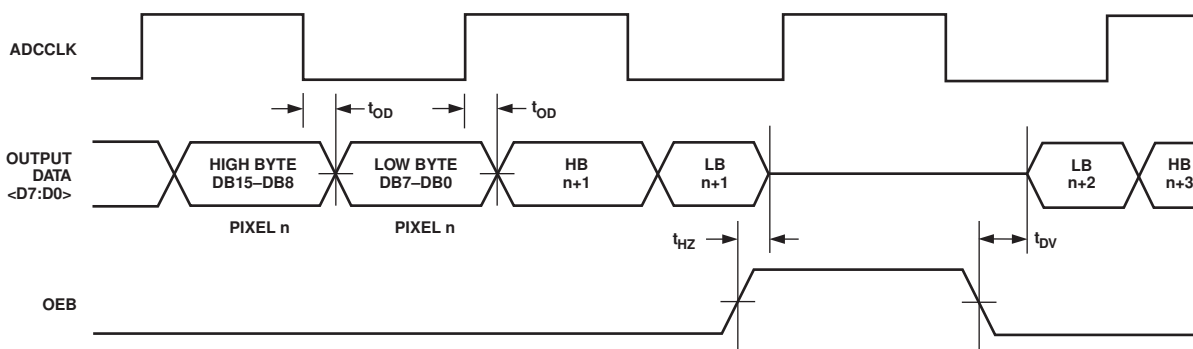 ADCCLK
tOD
tOD
OUTPUT
DATA
<D7:D0>
HIGH BYTE
DB15–DB8
LOW BYTE
DB7–DB0
HB
n+1
LB
n+1
LB
n+2
HB
n+3
PIXEL n
PIXEL n
tHZ
tDV
OEB